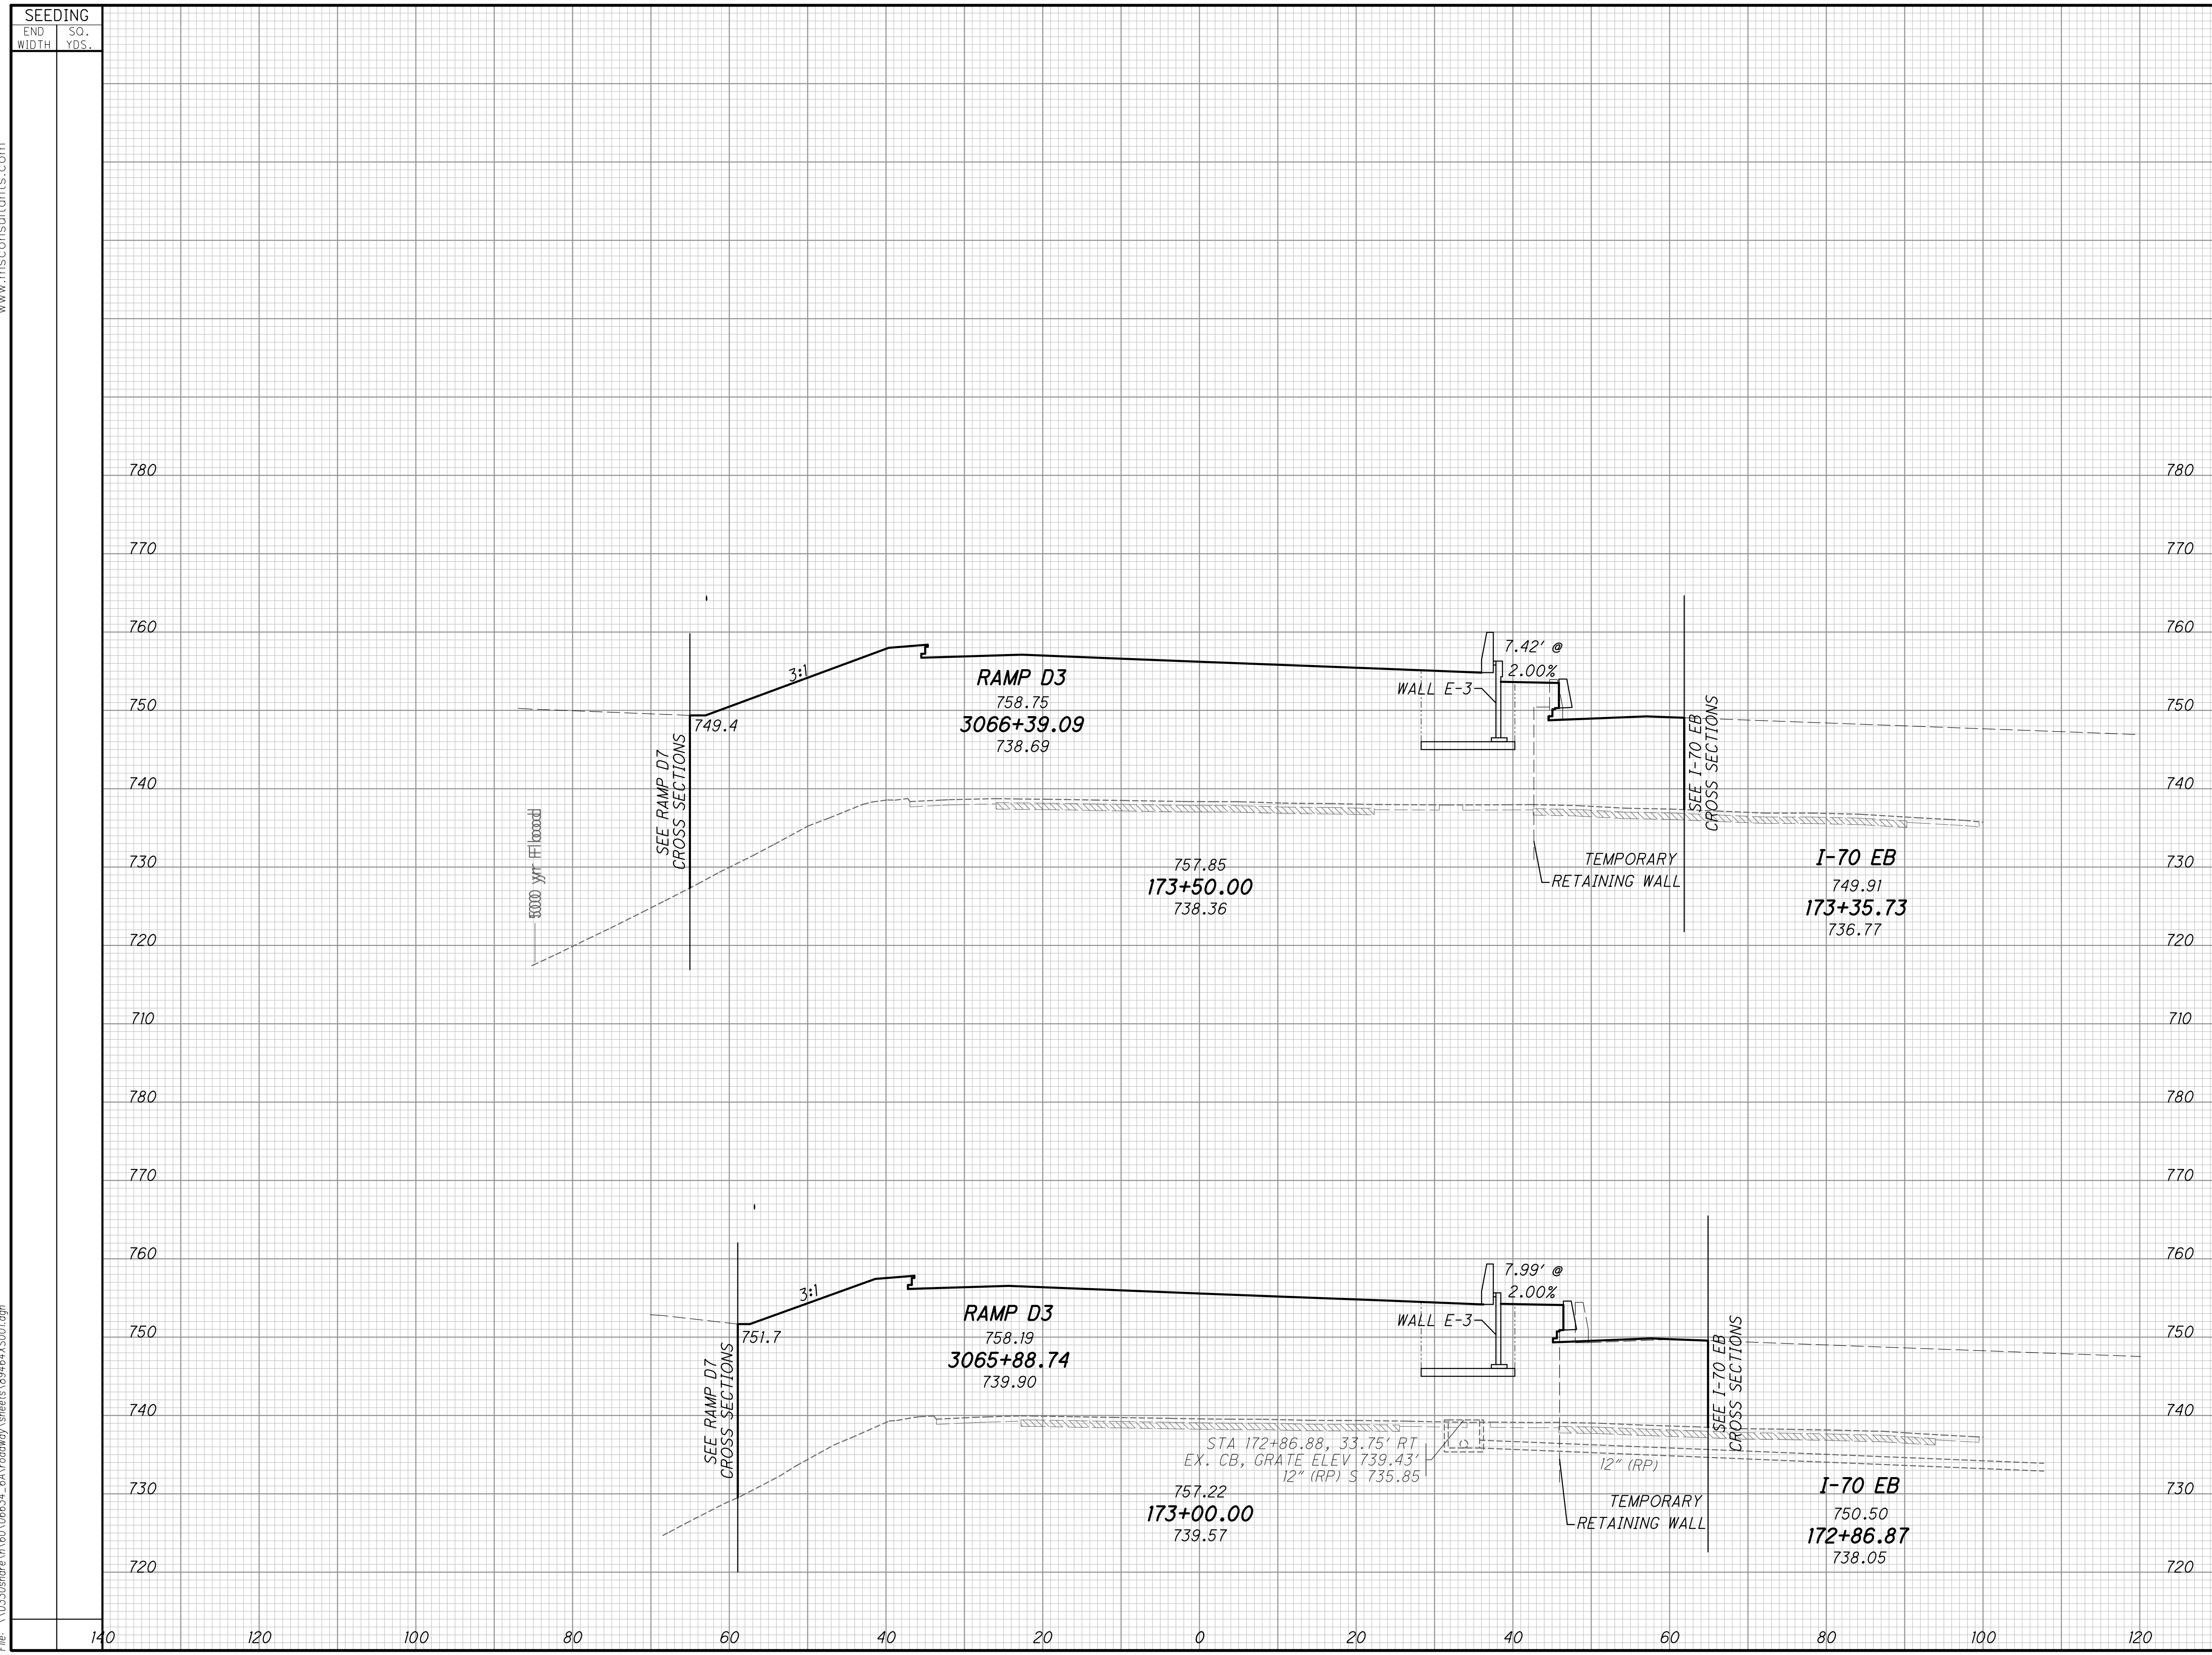 SEEDING
END WIDTH
SQ. YDS.
www.msconsultants.com
780
780
770
770
760
760
7.42' @
2.00%
3:1
RAMP D3
758.75
3066+39.09
738.69
WALL E-3
750
750
749.4
SEE RAMP D7
CROSS SECTIONS
SEE I-70 EB
CROSS SECTIONS
740
740
730
730
757.85
173+50.00
738.36
TEMPORARY
RETAINING WALL
I-70 EB
749.91
173+35.73
736.77
720
720
710
710
780
780
770
770
760
760
7.99' @
2.00%
3:1
RAMP D3
758.19
3065+88.74
739.90
WALL E-3
750
750
751.7
SEE RAMP D7
CROSS SECTIONS
SEE I-70 EB
CROSS SECTIONS
740
740
STA 172+86.88, 33.75' RT
EX. CB, GRATE ELEV 739.43'
12" (RP) S 735.85
12" (RP)
730
730
757.22
173+00.00
739.57
TEMPORARY
RETAINING WALL
I-70 EB
750.50
172+86.87
738.05
720
720
140 120 100 80 60 40 20 0 20 40 60 80 100 120